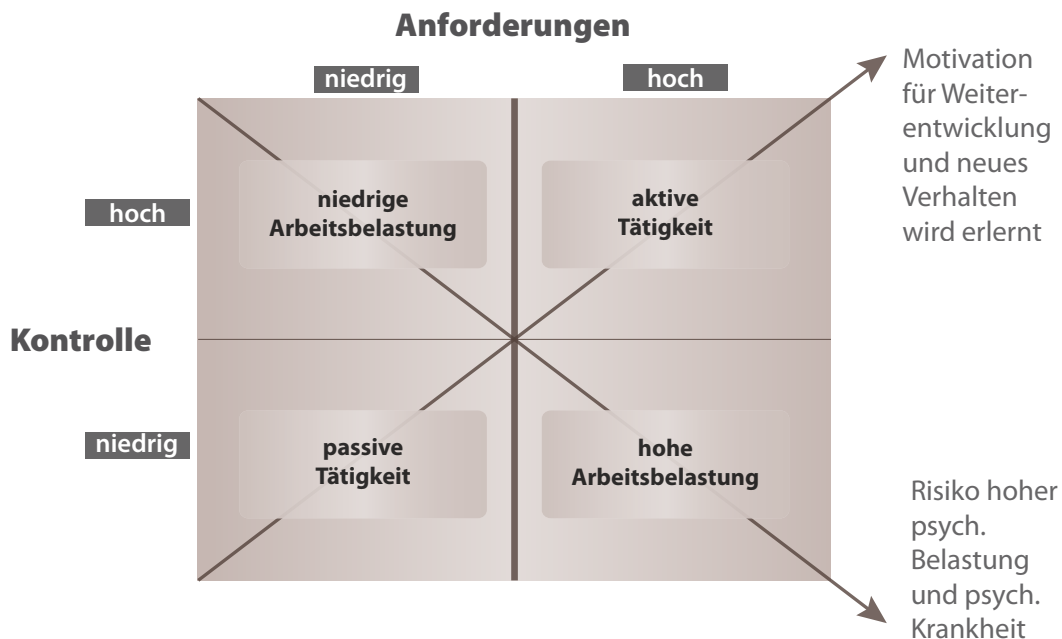 Anforderungen
niedrig
hoch
Motivation
für Weiter-
entwicklung
und neues
Verhalten
wird erlernt
hoch
niedrige
Arbeitsbelastung
aktive
Tätigkeit
Kontrolle
niedrig
passive
Tätigkeit
hohe
Arbeitsbelastung
Risiko hoher
psych.
Belastung
und psych.
Krankheit